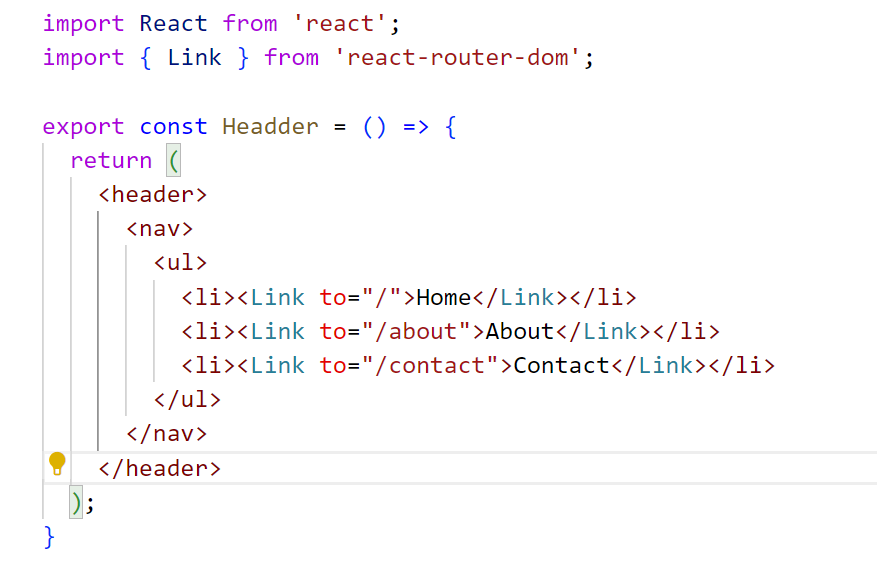 import React from 'react';
import { Link } from 'react-router-dom';

export const Headder = () => {
  return (
    <header>
      <nav>
        <ul>
          <li><Link to="/">Home</Link></li>
          <li><Link to="/about">About</Link></li>
          <li><Link to="/contact">Contact</Link></li>
        </ul>
      </nav>
    </header>
  );
}